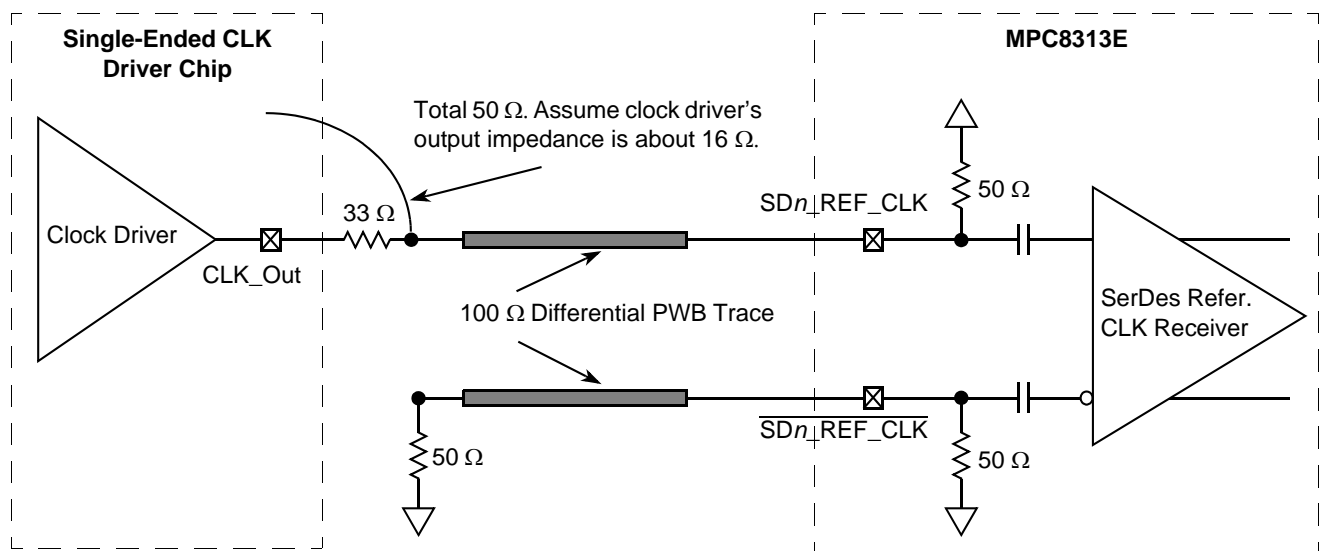 Single-Ended CLK
Driver Chip
MPC8313E
Total 50 Ω. Assume clock driver's
output impedance is about 16 Ω.
Clock Driver
CLK_Out
33 Ω
SDn_REF_CLK
50 Ω
100 Ω Differential PWB Trace
SerDes Refer.
CLK Receiver
SDn_REF_CLK
50 Ω
50 Ω